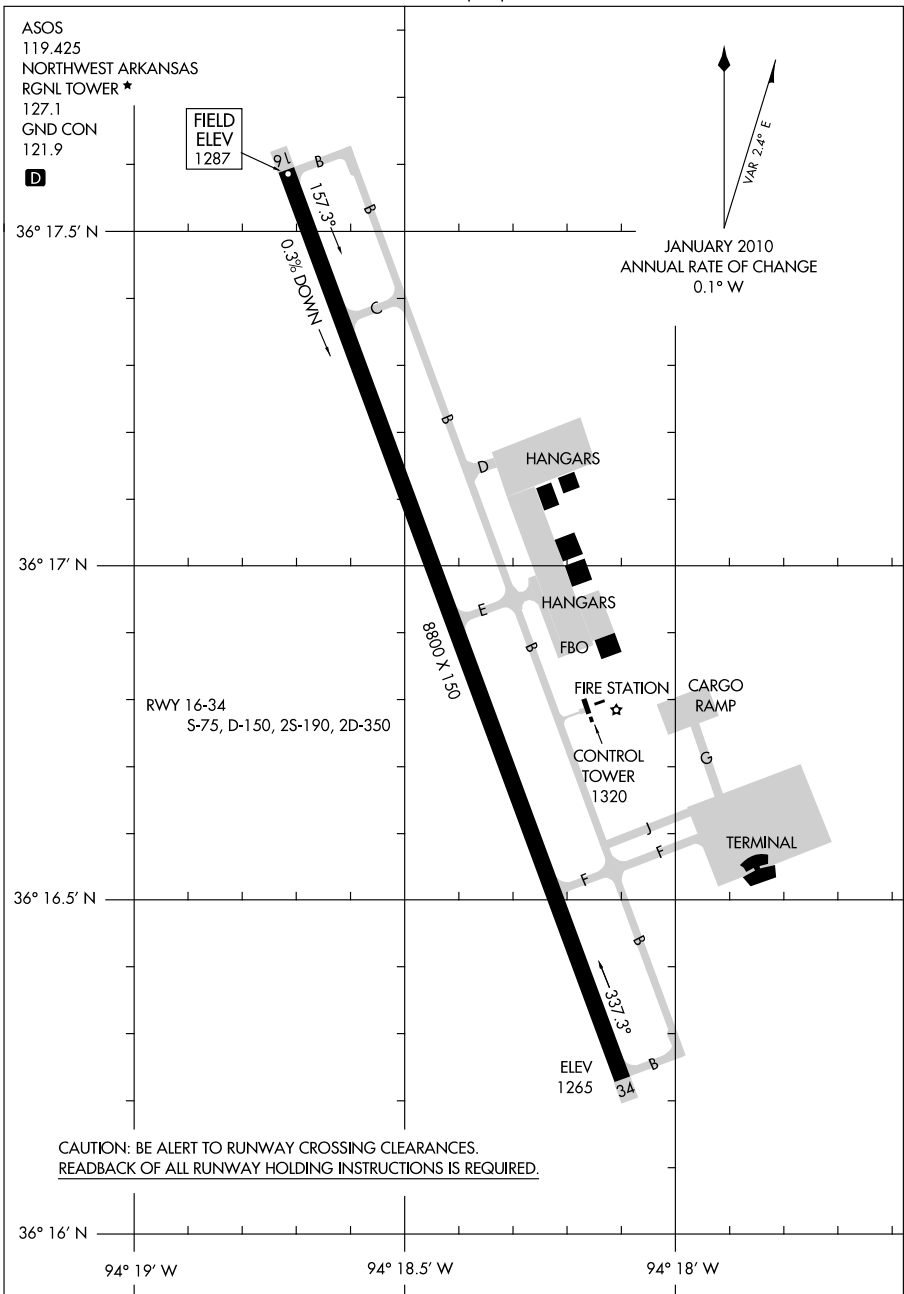 ASOS
119.425
NORTHWEST ARKANSAS
RGNL TOWER ★
127.1
GND CON
121.9
D
FIELD
ELEV
1287
16
B
157.3°
B
VAR 2.4° E
36° 17.5' N
0.3% DOWN
JANUARY 2010
ANNUAL RATE OF CHANGE
0.1° W
C
B
D
HANGARS
36° 17' N
E
HANGARS
8800 X 150
B
FBO
RWY 16-34
S-75, D-150, 2S-190, 2D-350
FIRE STATION
CARGO
RAMP
CONTROL
TOWER
1320
G
J
F
TERMINAL
F
36° 16.5' N
B
337.3°
ELEV
1265
B
34
CAUTION: BE ALERT TO RUNWAY CROSSING CLEARANCES.
READBACK OF ALL RUNWAY HOLDING INSTRUCTIONS IS REQUIRED.
36° 16' N
94° 19' W
94° 18.5' W
94° 18' W